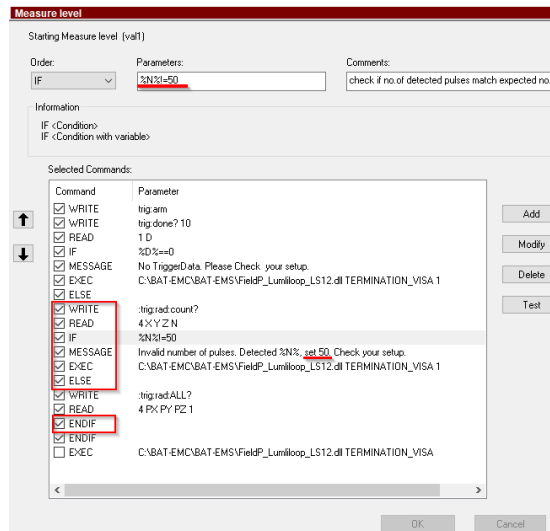 Measure level
Starting Measure level (val1)
Order: Parameters: Comments:
IF %N%!=50 check if no.of detected pulses match expected no.
Information
IF <Condition>
IF <Condition with variable>
Selected Commands:
Command Parameter
WRITE trig:arm
WRITE trig:done? 10
READ 1 D
IF %D%==0
MESSAGE No TriggerData. Please Check your setup.
EXEC C:\BAT-EMC\BAT-EMS\FieldP_Lumiloop_LS12.dll TERMINATION_VISA 1
ELSE
WRITE :trig:rad:count?
READ 4 X Y Z N
IF %N%!=50
MESSAGE Invalid number of pulses. Detected %N%, set 50. Check your setup.
EXEC C:\BAT-EMC\BAT-EMS\FieldP_Lumiloop_LS12.dll TERMINATION_VISA 1
ELSE
WRITE :trig:rad:ALL?
READ 4 PX PY PZ 1
ENDIF
ENDIF
EXEC C:\BAT-EMC\BAT-EMS\FieldP_Lumiloop_LS12.dll TERMINATION_VISA
Add
Modify
Delete
Test
OK Cancel